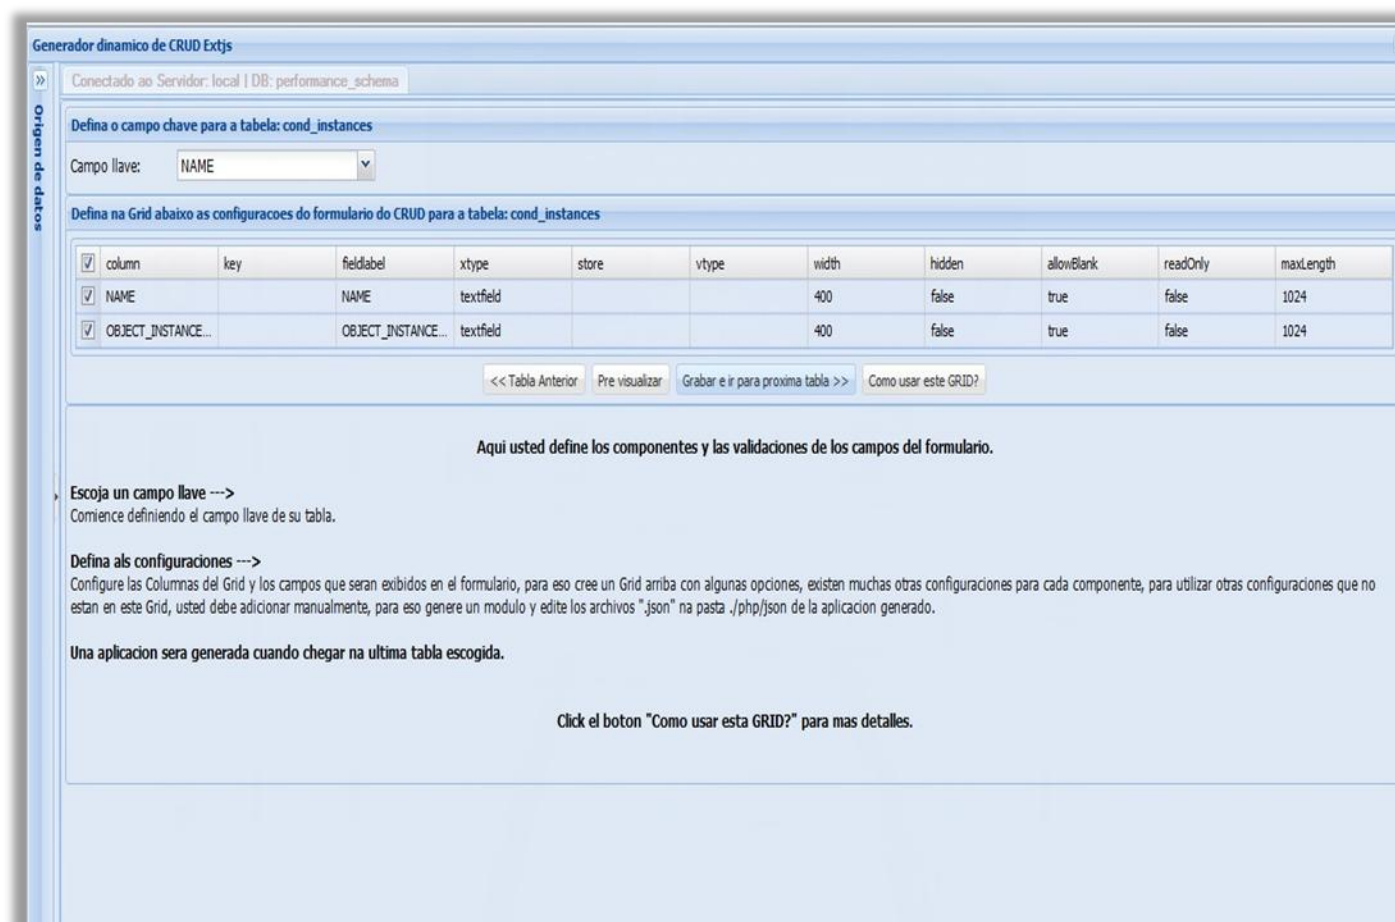 Generador dinamico de CRUD Extjs
Conectado ao Servidor: local | DB: performance_schema
Origen de datos
Defina o campo chave para a tabela: cond_instances
Campo llave: NAME
Defina na Grid abaixo as configuracoes do formulario do CRUD para a tabela: cond_instances
column key fieldlabel xtype store vtype width hidden allowBlank readOnly maxLength
NAME NAME textfield 400 false true false 1024
OBJECT_INSTANCE... OBJECT_INSTANCE... textfield 400 false true false 1024
<< Tabla Anterior Pre visualizar Grabar e ir para proxima tabla >> Como usar este GRID?
Aqui usted define los componentes y las validaciones de los campos del formulario.
Escoja un campo llave --->
Comience definiendo el campo llave de su tabla.
Defina als configuraciones --->
Configure las Columnas del Grid y los campos que seran exibidos en el formulario, para eso cree un Grid arriba con algunas opciones, existen muchas otras configuraciones para cada componente, para utilizar otras configuraciones que no
estan en este Grid, usted debe adicionar manualmente, para eso genere un modulo y edite los archivos ".json" na pasta ./php/json de la aplicacion generado.
Una aplicacion sera generada cuando chegar na ultima tabla escogida.
Click el boton "Como usar esta GRID?" para mas detalles.